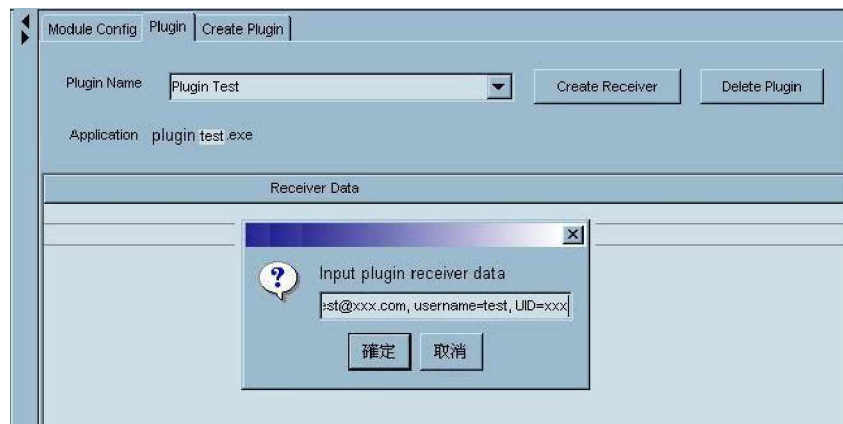 Module Config Plugin Create Plugin
Plugin Name Plugin Test Create Receiver Delete Plugin
Application plugin test.exe
Receiver Data
Input plugin receiver data
st@xxx.com, username=test, UID=xxx
確定 取消